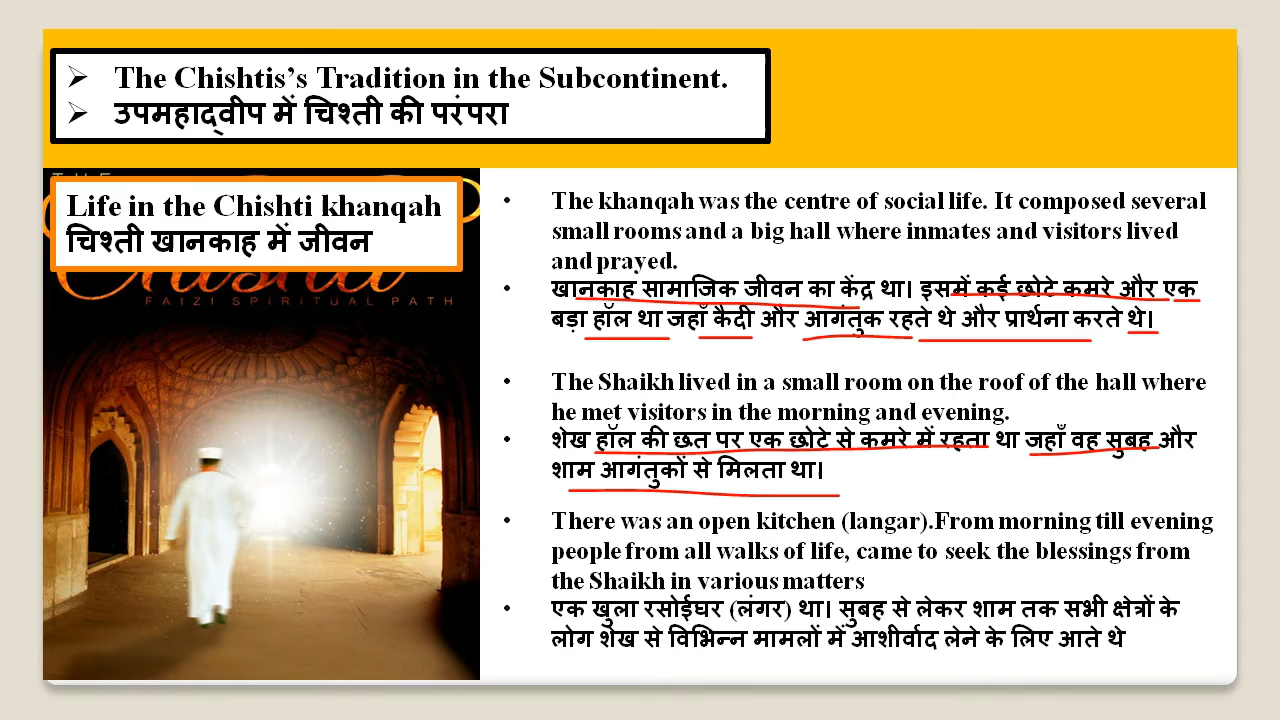 The Chishtis’s Tradition in the Subcontinent.
उपमहाद्वीप में चिश्ती की परंपरा
THE
Life in the Chishti khanqah
चिश्ती खानकाह में जीवन
FAIZI SPIRITUAL PATH
The khanqah was the centre of social life. It composed several
small rooms and a big hall where inmates and visitors lived
and prayed.
खानकाह सामाजिक जीवन का केंद्र था। इसमें कई छोटे कमरे और एक
बड़ा हॉल था जहाँ कैदी और आगंतुक रहते थे और प्रार्थना करते थे।
The Shaikh lived in a small room on the roof of the hall where
he met visitors in the morning and evening.
शेख हॉल की छत पर एक छोटे से कमरे में रहता था जहाँ वह सुबह और
शाम आगंतुकों से मिलता था।
There was an open kitchen (langar).From morning till evening
people from all walks of life, came to seek the blessings from
the Shaikh in various matters
एक खुला रसोईघर (लंगर) था। सुबह से लेकर शाम तक सभी क्षेत्रों के
लोग शेख से विभिन्न मामलों में आशीर्वाद लेने के लिए आते थे